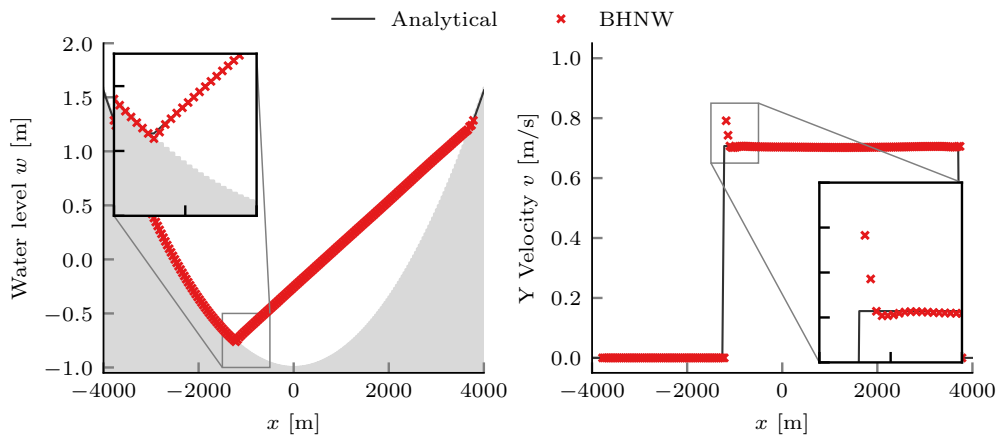 Analytical
BHNW
Water level w [m]
2.0
1.5
1.0
0.5
0.0
−0.5
−1.0
−4000 −2000 0 2000 4000
x [m]
Y Velocity v [m/s]
1.0
0.8
0.6
0.4
0.2
0.0
−4000 −2000 0 2000 4000
x [m]